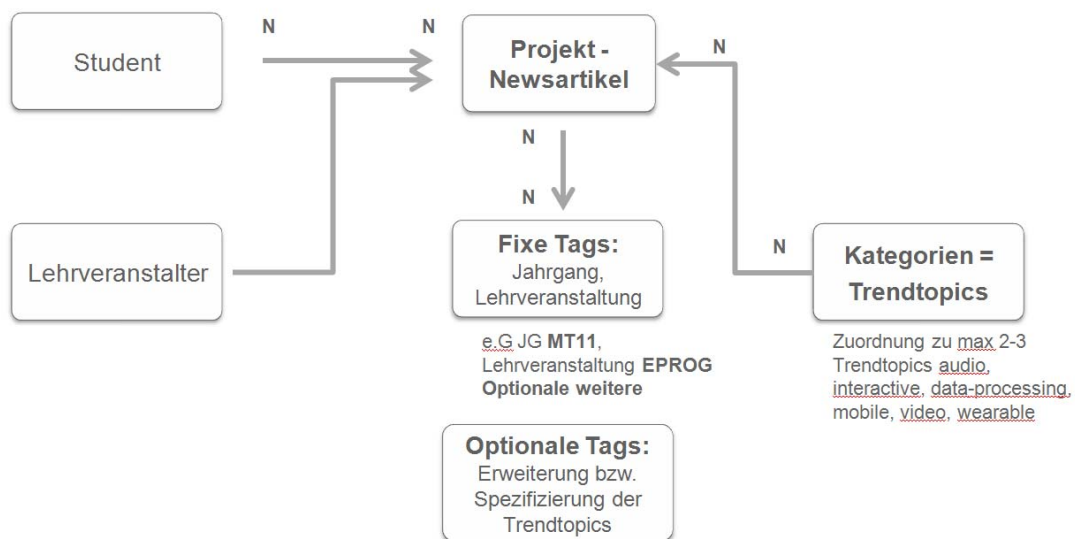 Student
N
N
Projekt -
Newsartikel
N
N
N
Lehrveranstalter
Fixe Tags:
Jahrgang,
Lehrveranstaltung
N
Kategorien =
Trendtopics
e.G JG MT11,
Lehrveranstaltung EPROG
Optionale weitere
Zuordnung zu max 2-3
Trendtopics audio,
interactive, data-processing,
mobile, video, wearable
Optionale Tags:
Erweiterung bzw.
Spezifizierung der
Trendtopics